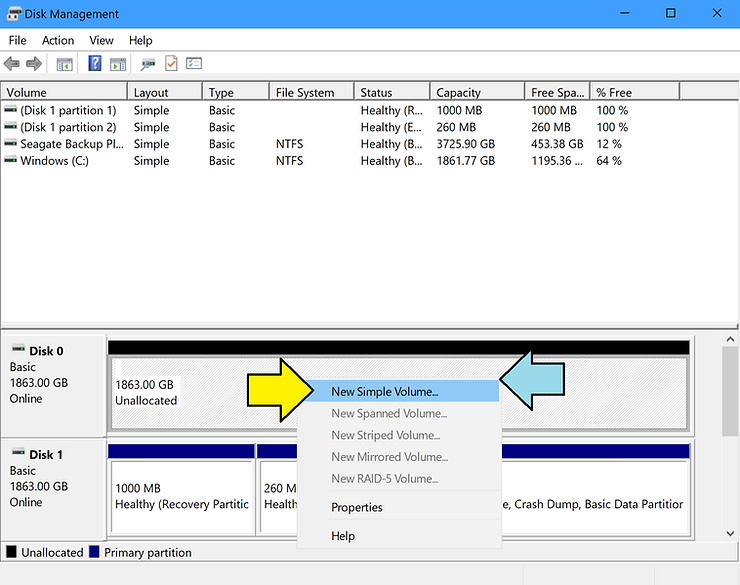 Disk Management
File Action View Help
Volume Layout Type File System Status Capacity Free Spa... % Free
(Disk 1 partition 1) Simple Basic Healthy (R... 1000 MB 1000 MB 100 %
(Disk 1 partition 2) Simple Basic Healthy (E... 260 MB 260 MB 100 %
Seagate Backup Pl... Simple Basic NTFS Healthy (B... 3725.90 GB 453.38 GB 12 %
Windows (C:) Simple Basic NTFS Healthy (B... 1861.77 GB 1195.36 ... 64 %
Disk 0
Basic
1863.00 GB
Online
1863.00 GB
Unallocated
New Simple Volume...
New Spanned Volume...
New Striped Volume...
New Mirrored Volume...
New RAID-5 Volume...
Properties
Help
Disk 1
Basic
1863.00 GB
Online
1000 MB
Healthy (Recovery Partitic
260 M
Health
e, Crash Dump, Basic Data Partitior
Unallocated Primary partition